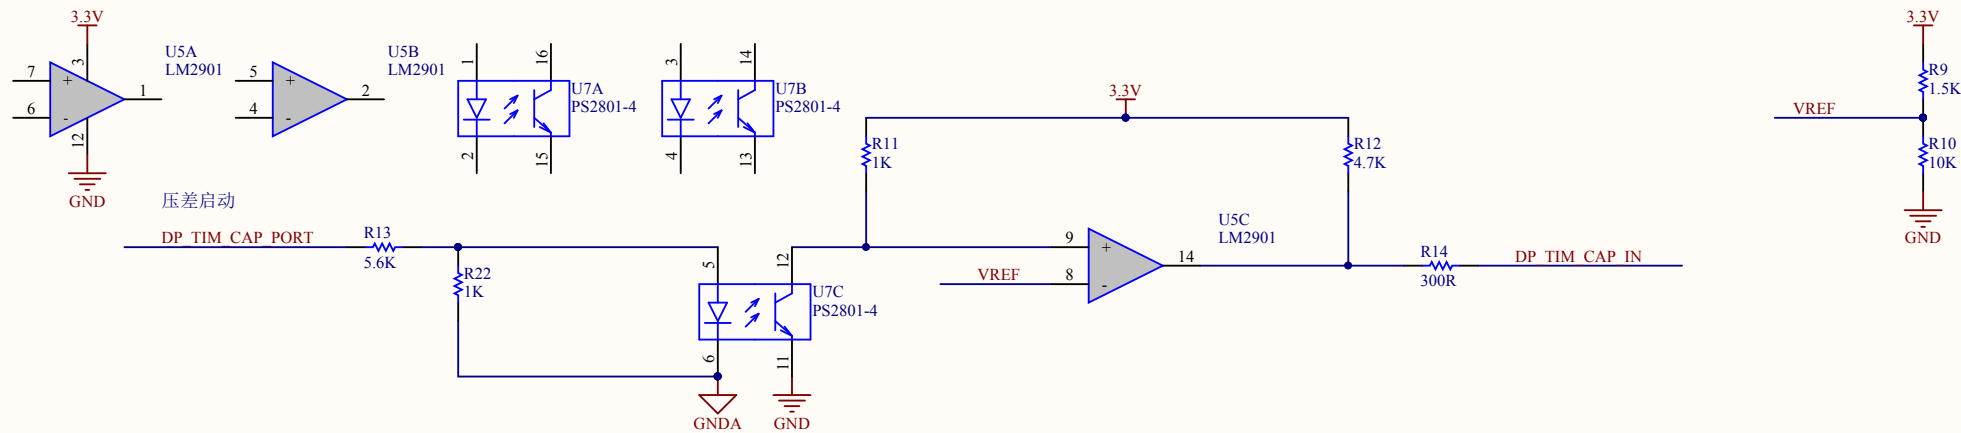 3.3V
3
7
+
6
-
12
1
GND
U5A
LM2901
5
+
4
-
2
U5B
LM2901
1
16
2
15
U7A
PS2801-4
3
14
4
13
U7B
PS2801-4
压差启动
DP_TIM_CAP_PORT
R13
5.6K
R22
1K
5
12
6
11
U7C
PS2801-4
GNDA
GND
3.3V
R11
1K
R12
4.7K
9
+
VREF
8
-
U5C
LM2901
14
R14
300R
DP_TIM_CAP_IN
3.3V
R9
1.5K
VREF
R10
10K
GND